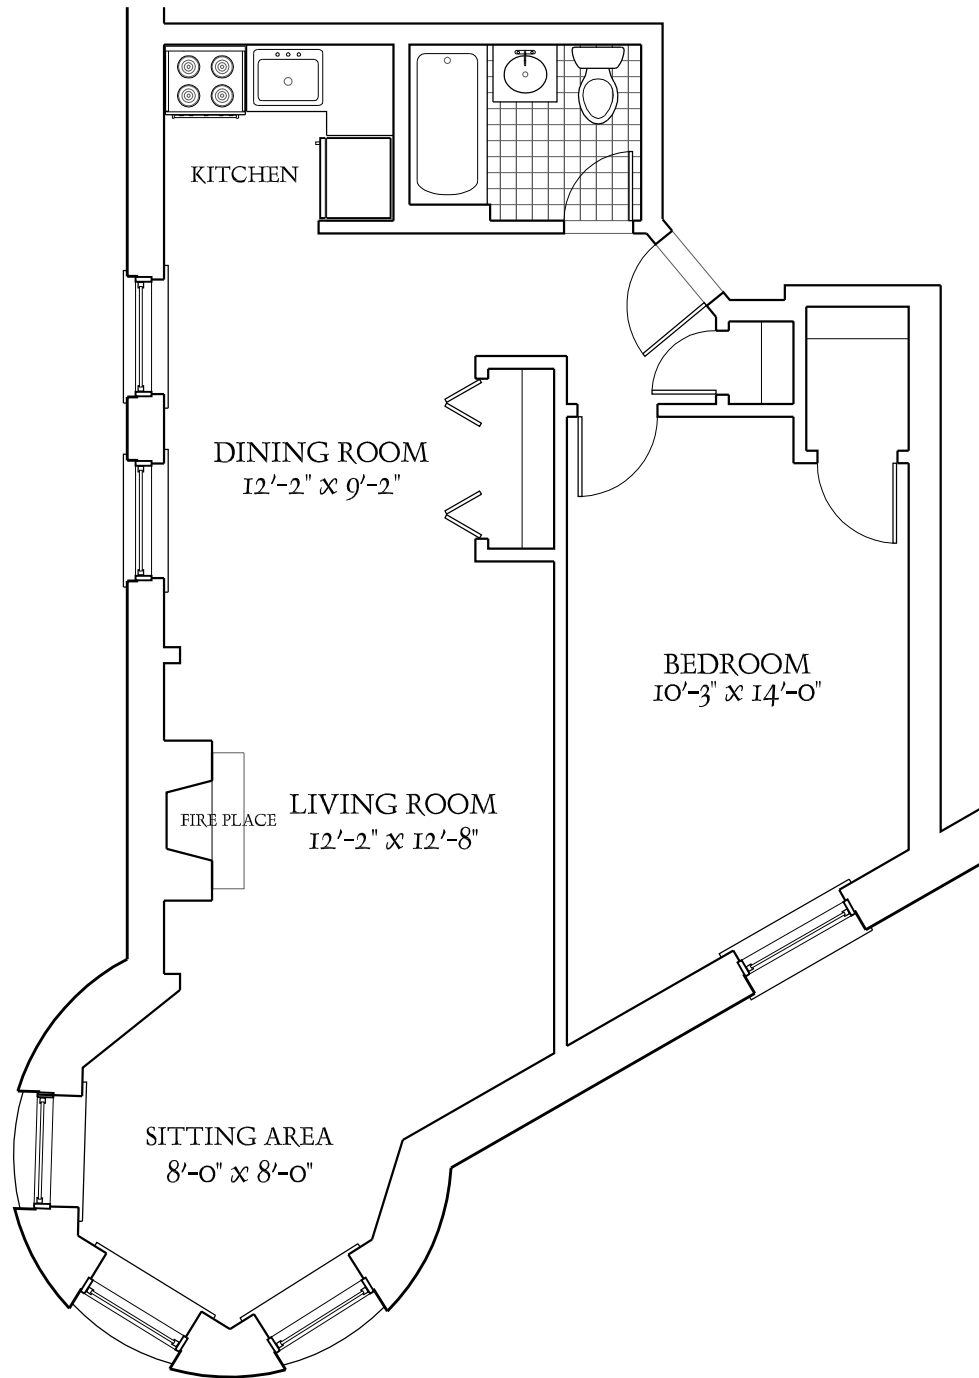 KITCHEN
DINING ROOM
12'-2" x 9'-2"
BEDROOM
10'-3" x 14'-0"
LIVING ROOM
12'-2" x 12'-8"
FIRE PLACE
SITTING AREA
8'-0" x 8'-0"